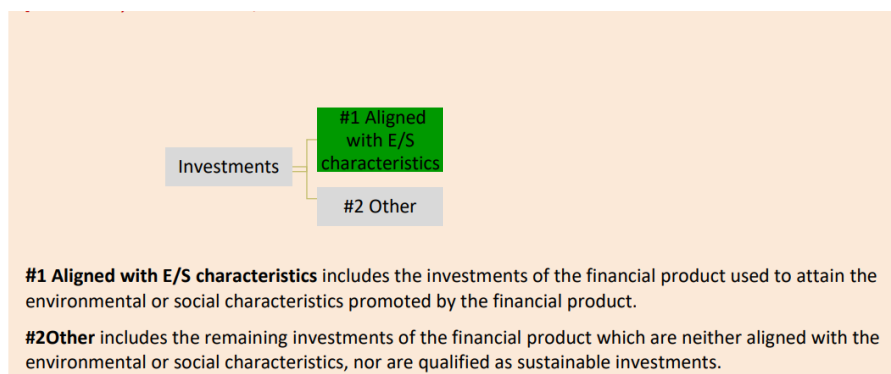 #1 Aligned
with E/S
characteristics
Investments
#2 Other
#1 Aligned with E/S characteristics includes the investments of the financial product used to attain the
environmental or social characteristics promoted by the financial product.
#2Other includes the remaining investments of the financial product which are neither aligned with the
environmental or social characteristics, nor are qualified as sustainable investments.